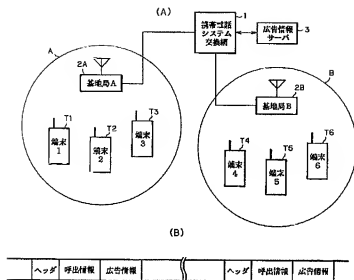 (A)
1
携帯電話
システム
交換網
広告情報
サーバ
3
A
2A
基地局A
B
2B
基地局B
T1
端末
1
T2
端末
2
T3
端末
3
T4
端末
4
T5
端末
5
T6
端末
6
(B)
ヘッダ 呼出情報 広告情報 ヘッダ 呼出情報 広告情報